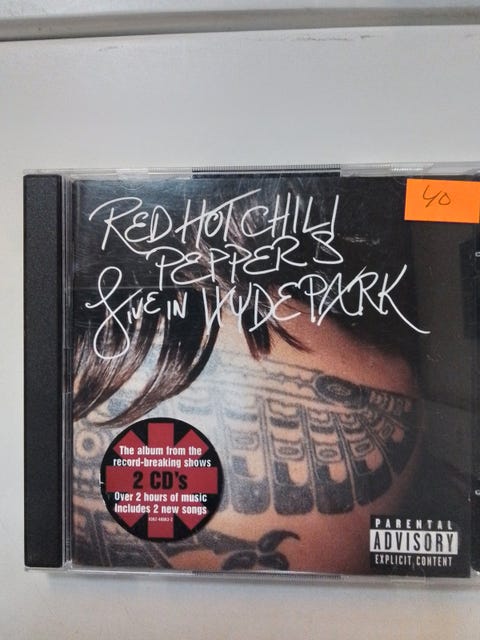 40
RED HOT CHILI
PEPPERS
LIVE IN HYDE PARK
The album from the
record-breaking shows
2 CD's
Over 2 hours of music
Includes 2 new songs
PARENTAL
ADVISORY
EXPLICIT CONTENT